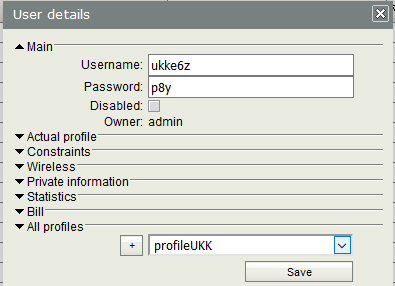 User details
Main
Username: ukke6z
Password: p8y
Disabled:
Owner: admin
Actual profile
Constraints
Wireless
Private information
Statistics
Bill
All profiles
+ profileUKK
Save